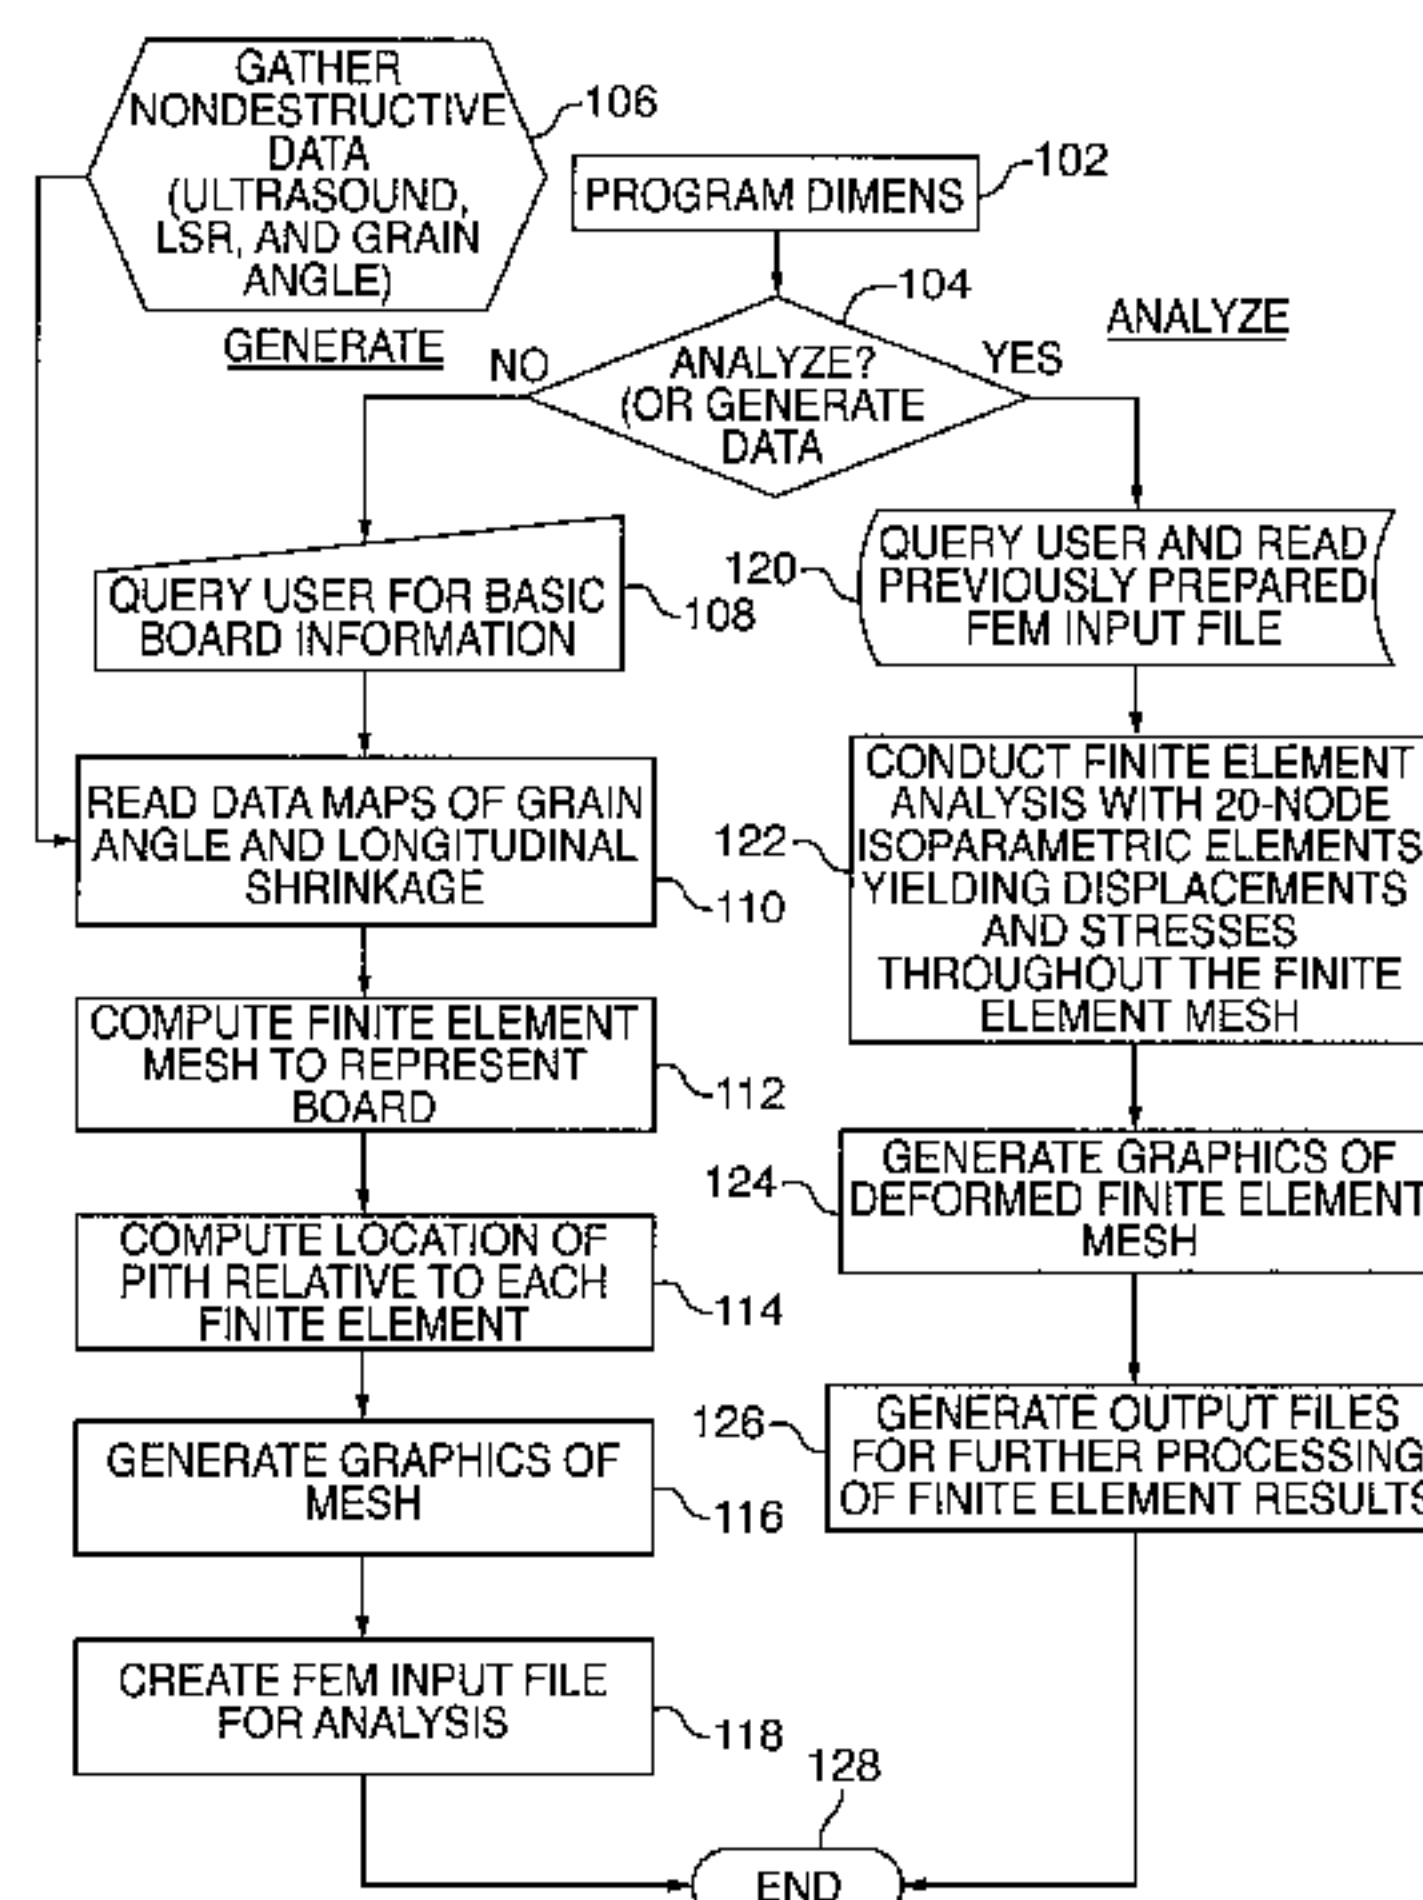 GATHER
NONDESTRUCTIVE
DATA
(ULTRASOUND,
LSR, AND GRAIN
ANGLE)
106
PROGRAM DIMENS
102
104
GENERATE
ANALYZE
NO
ANALYZE?
(OR GENERATE
DATA
YES
QUERY USER FOR BASIC
BOARD INFORMATION
108
120
QUERY USER AND READ
PREVIOUSLY PREPARED
FEM INPUT FILE
READ DATA MAPS OF GRAIN
ANGLE AND LONGITUDINAL
SHRINKAGE
110
122
CONDUCT FINITE ELEMENT
ANALYSIS WITH 20-NODE
ISOPARAMETRIC ELEMENTS
YIELDING DISPLACEMENTS
AND STRESSES
THROUGHOUT THE FINITE
ELEMENT MESH
COMPUTE FINITE ELEMENT
MESH TO REPRESENT
BOARD
112
124
GENERATE GRAPHICS OF
DEFORMED FINITE ELEMENT
MESH
COMPUTE LOCATION OF
PITH RELATIVE TO EACH
FINITE ELEMENT
114
126
GENERATE OUTPUT FILES
FOR FURTHER PROCESSING
OF FINITE ELEMENT RESULTS
GENERATE GRAPHICS OF
MESH
116
CREATE FEM INPUT FILE
FOR ANALYSIS
118
128
END